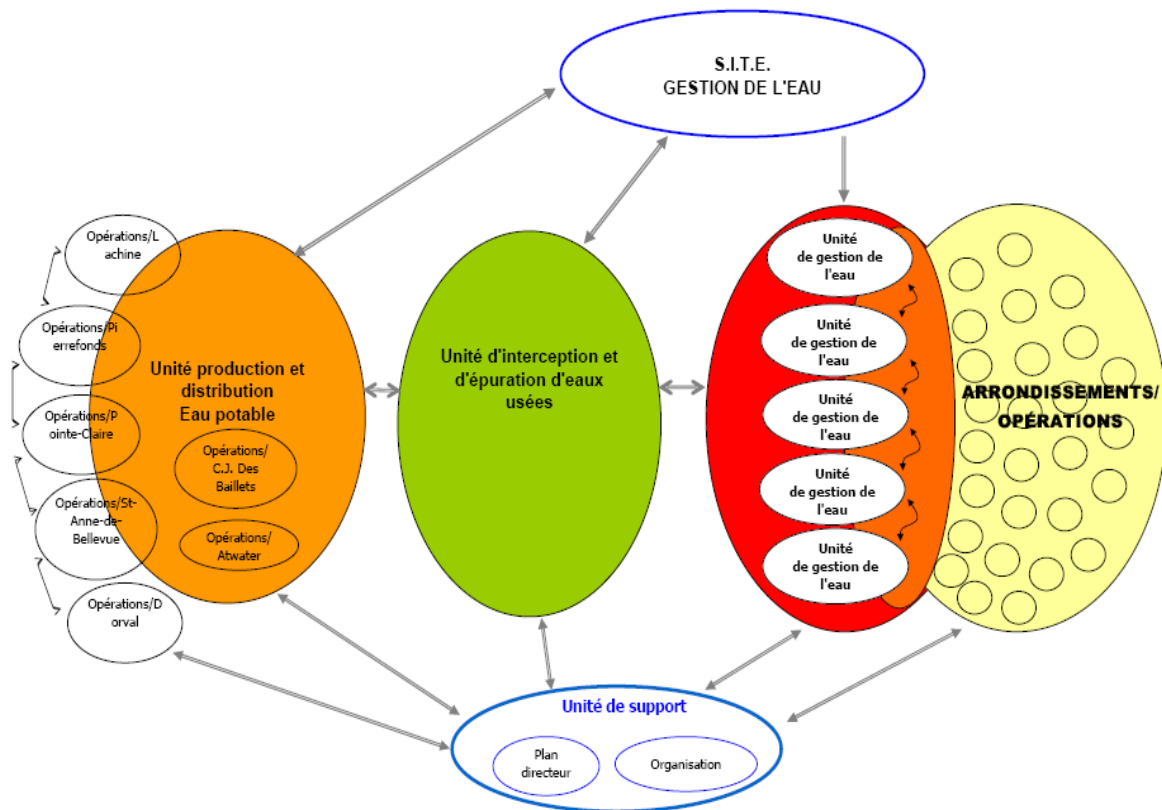 S.I.T.E.
GESTION DE L'EAU
Opérations/L
achine
Opérations/Pi
errefonds
Opérations/P
ointe-Claire
Opérations/St-
Anne-de-
Bellevue
Opérations/D
orval
Unité production et
distribution
Eau potable
Opérations/
C.J. Des
Baillets
Opérations/
Atwater
Unité d'interception et
d'épuration d'eaux
usées
Unité
de gestion de
l'eau
Unité
de gestion de
l'eau
Unité
de gestion de
l'eau
Unité
de gestion de
l'eau
Unité
de gestion de
l'eau
ARRONDISSEMENTS/
OPÉRATIONS
Unité de support
Plan
directeur
Organisation